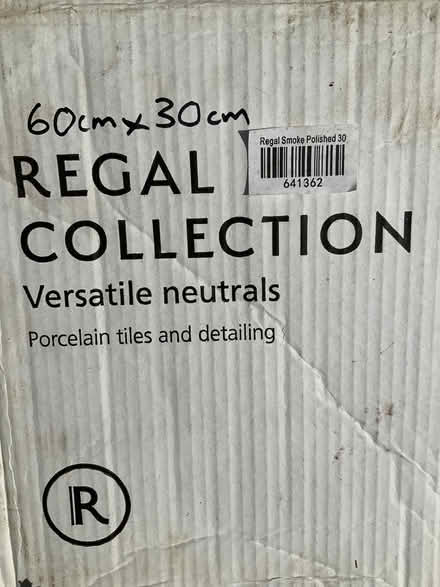 60cm x 30cm
Regal Smoke Polished 30
641362
REGAL
COLLECTION
Versatile neutrals
Porcelain tiles and detailing
R